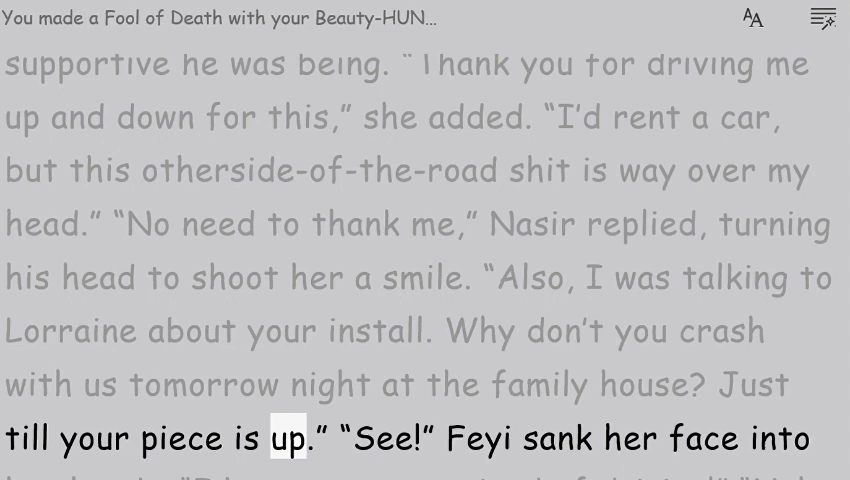 You made a Fool of Death with your Beauty-HUN...
supportive he was being. “Thank you for driving me
up and down for this,” she added. “I’d rent a car,
but this otherside-of-the-road shit is way over my
head.” “No need to thank me,” Nasir replied, turning
his head to shoot her a smile. “Also, I was talking to
Lorraine about your install. Why don’t you crash
with us tomorrow night at the family house? Just
till your piece is up.” “See!” Feyi sank her face into